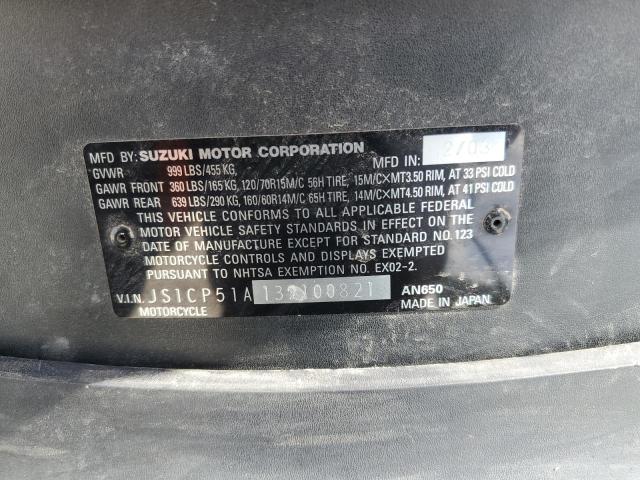 MFD BY: SUZUKI MOTOR CORPORATION MFD IN: 2/03
GVWR 999 LBS/455 KG,
GAWR FRONT 360 LBS/165 KG, 120/70R15M/C 56H TIRE, 15M/C×MT3.50 RIM, AT 33 PSI COLD
GAWR REAR 639 LBS/290 KG, 160/60R14M/C 65H TIRE, 14M/C×MT4.50 RIM, AT 41 PSI COLD
THIS VEHICLE CONFORMS TO ALL APPLICABLE FEDERAL
MOTOR VEHICLE SAFETY STANDARDS IN EFFECT ON THE
DATE OF MANUFACTURE EXCEPT FOR STANDARD NO. 123
MOTORCYCLE CONTROLS AND DISPLAYS EXEMPTED
PURSUANT TO NHTSA EXEMPTION NO. EX02-2.
V.I.N. AN650
MOTORCYCLE MADE IN JAPAN